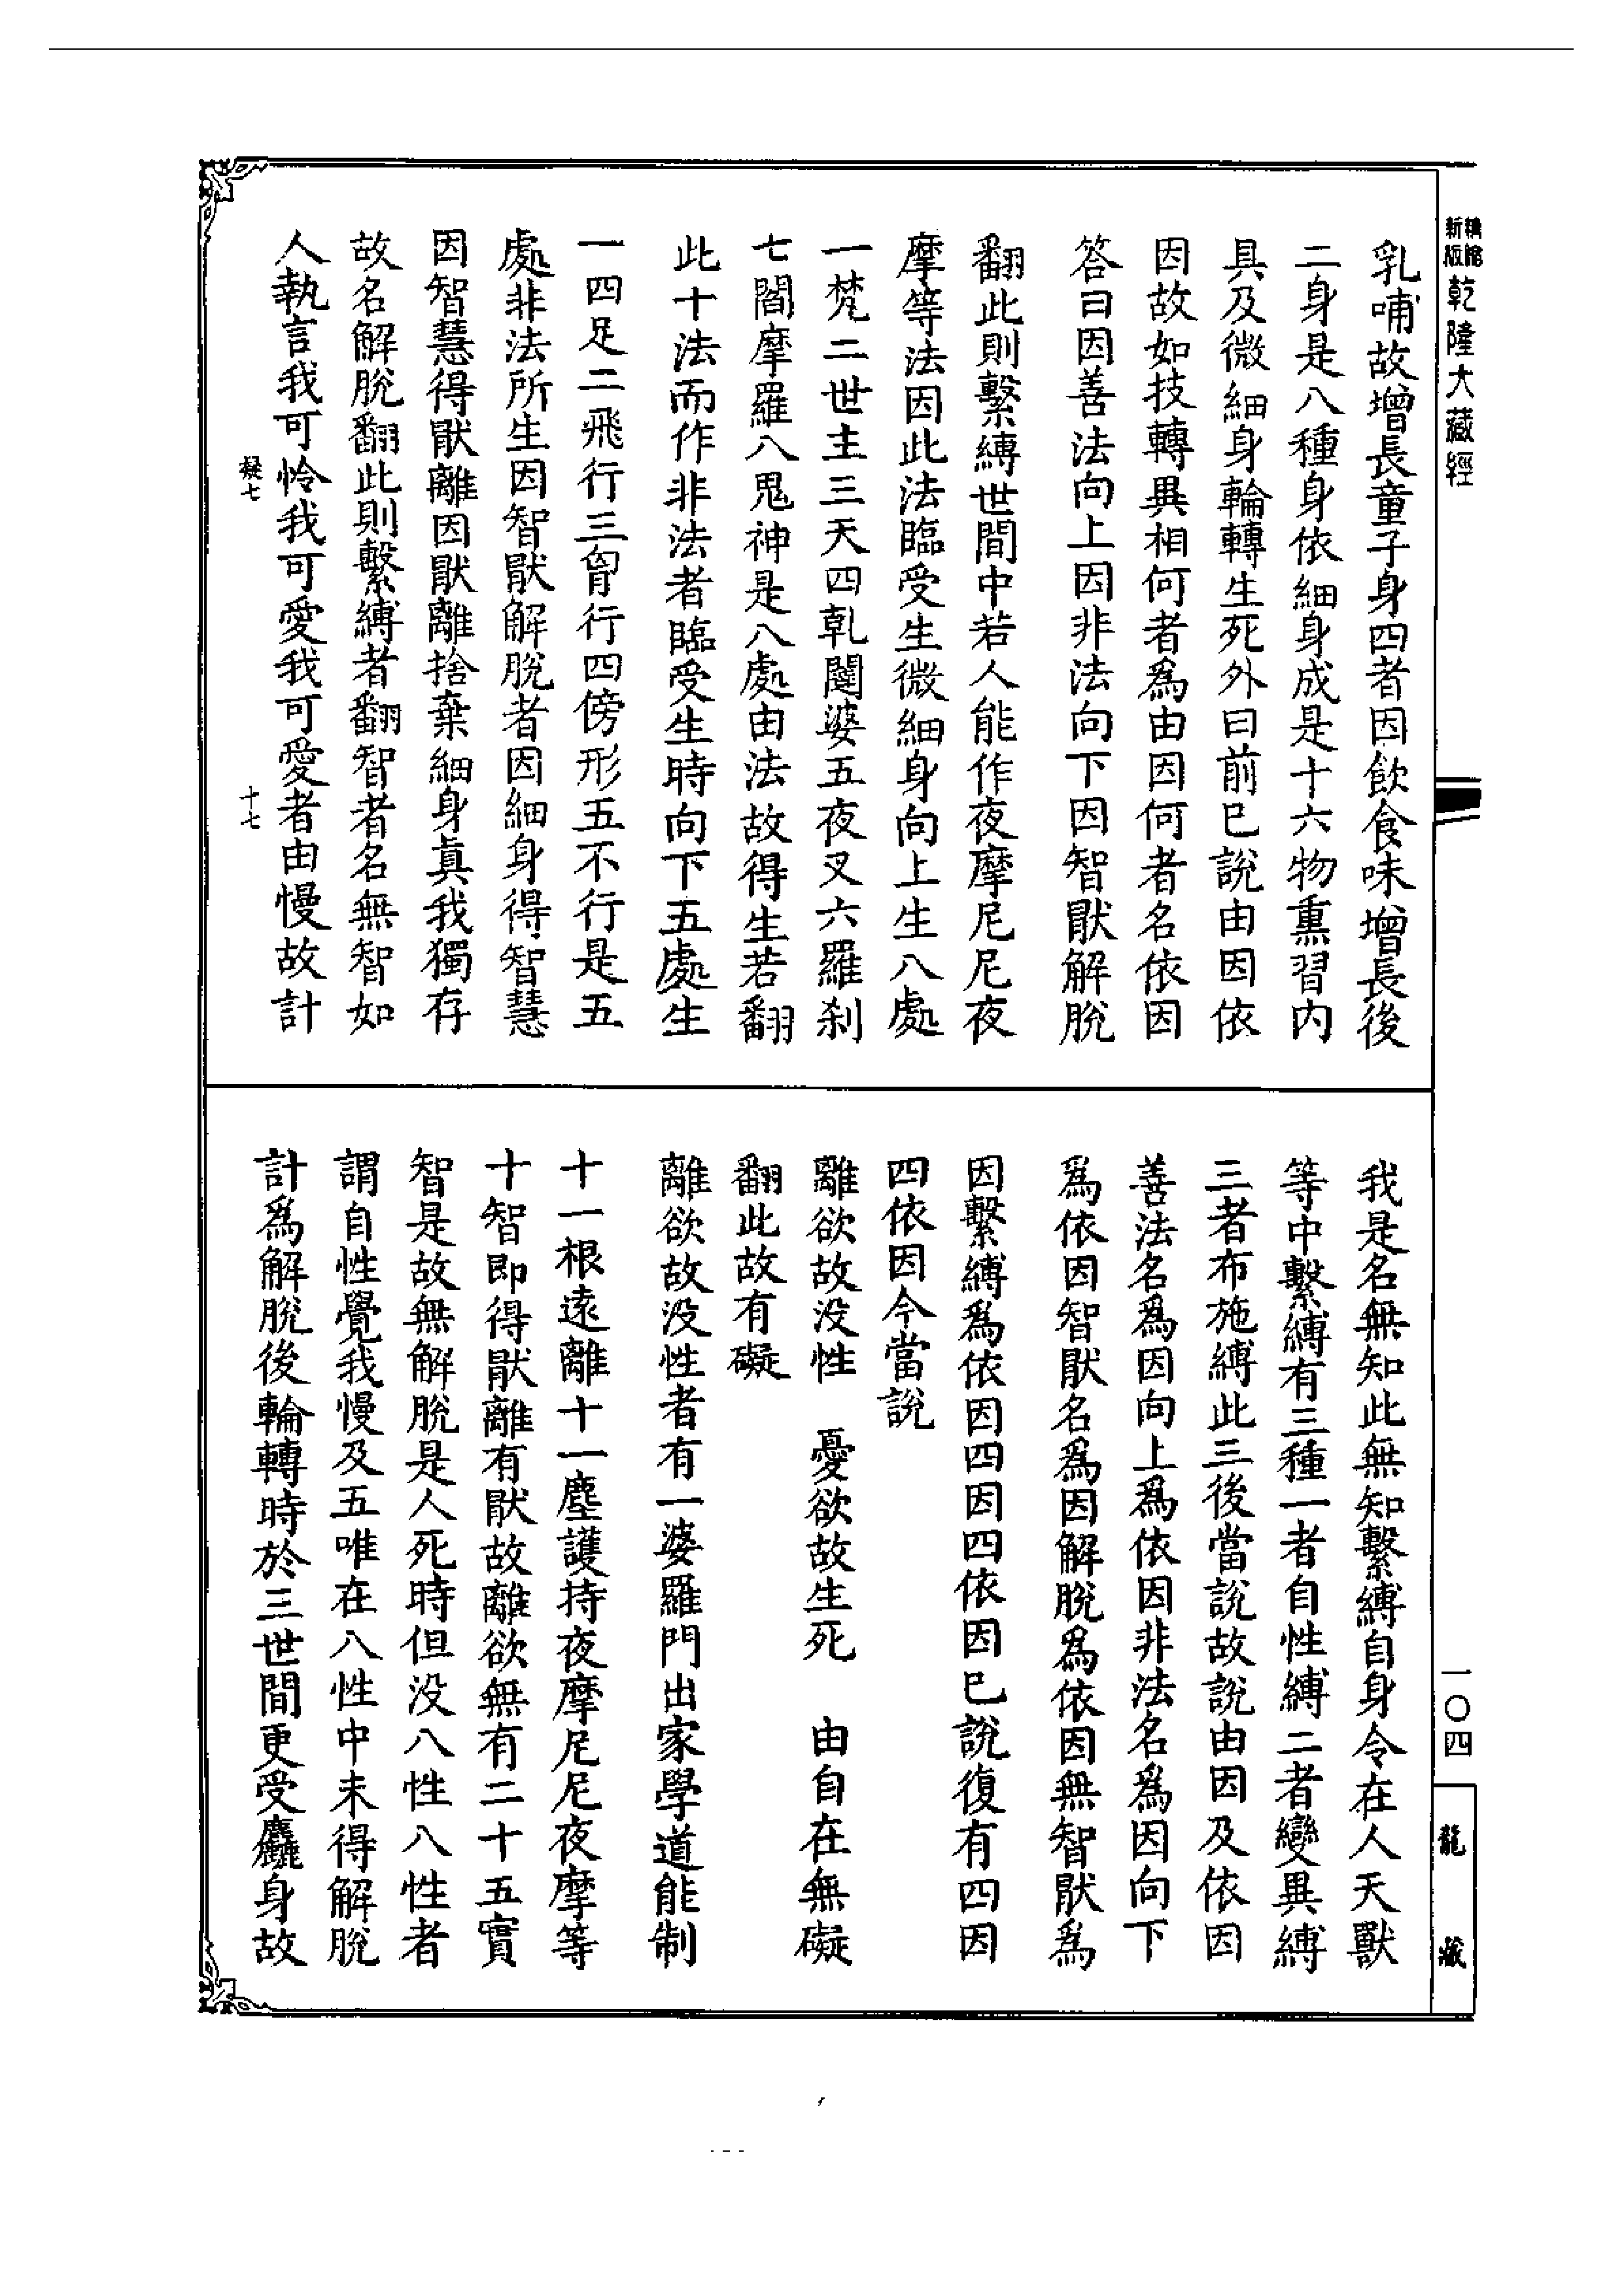 新版
精縮
乾隆大藏經
乳哺故增長童子身四者因飲食味增長後
二身是八種身依細身成是十六物熏習內
具及微細身輪轉生死外曰前已說由因依
因故如技轉異相何者為由因何者名依因
答曰因善法向上因非法向下因智猒解脫
翻此則繫縛世間中若人能作夜摩尼尼夜
摩等法因此法臨受生微細身向上生八處
一梵二世主三天四乹闥婆五夜叉六羅刹
七閻摩羅八鬼神是八處由法故得生若翻
此十法而作非法者臨受生時向下五處生
一四足二飛行三胷行四傍形五不行是五
處非法所生因智猒解脫者因細身得智慧
因智慧得猒離因猒離捨棄細身真我獨存
故名解脫翻此則繫縛者翻智者名無智如
人執言我可怜我可愛我可愛者由慢故計
凝七
十七
我是名無知此無知繫縛自身令在人天獸
等中繫縛有三種一者自性縛二者變異縛
三者布施縛此三後當說故說由因及依因
善法名為因向上為依因非法名為因向下
為依因智猒名為因解脫為依因無智猒為
因繫縛為依因四因四依因已說復有四因
四依因今當說
離欲故没性 憂欲故生死 由自在無礙
翻此故有礙
離欲故没性者有一婆羅門出家學道能制
十一根遠離十一塵護持夜摩尼尼夜摩等
十智即得猒離有猒故離欲無有二十五實
智是故無解脫是人死時但没八性八性者
謂自性覺我慢及五唯在八性中未得解脫
計為解脫後輪轉時於三世間更受麤身故
一〇四
龍藏